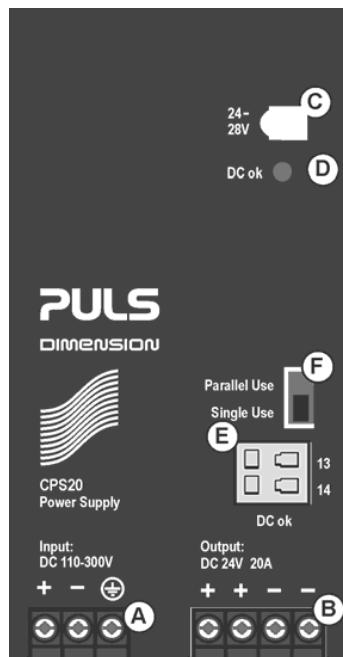 C
24-
28V
DC ok
D
PULS
DIMENSION
F
Parallel Use
Single Use
E
13
14
CPS20
Power Supply
DC ok
Input:
DC 110-300V
Output:
DC 24V 20A
+ −
+ + − −
A
B